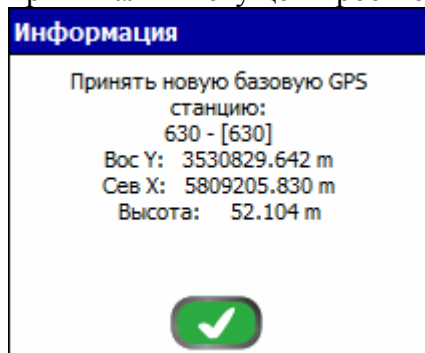 Информация
Принять новую базовую GPS
станцию:
630 - [630]
Вос Y: 3530829.642 m
Сев X: 5809205.830 m
Высота: 52.104 m